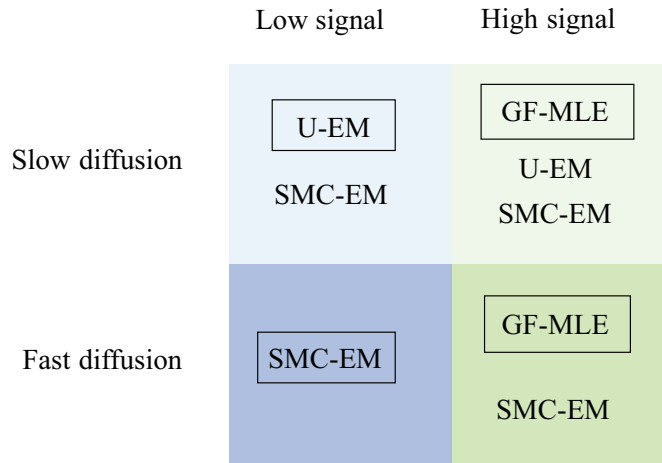 Low signal High signal
Slow diffusion
U-EM
SMC-EM
GF-MLE
U-EM
SMC-EM
Fast diffusion
SMC-EM
GF-MLE
SMC-EM